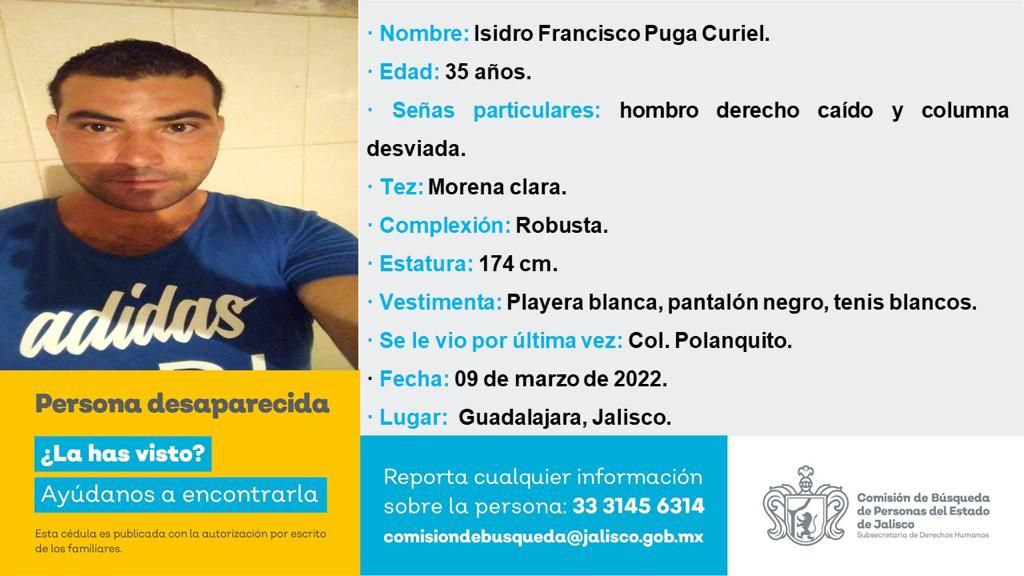 adidas
Persona desaparecida
¿La has visto?
Ayúdanos a encontrarla
Esta cédula es publicada con la autorización por escrito
de los familiares.
· Nombre: Isidro Francisco Puga Curiel.
· Edad: 35 años.
· Señas particulares: hombro derecho caído y columna
desviada.
· Tez: Morena clara.
· Complexión: Robusta.
· Estatura: 174 cm.
· Vestimenta: Playera blanca, pantalón negro, tenis blancos.
· Se le vio por última vez: Col. Polanquito.
· Fecha: 09 de marzo de 2022.
· Lugar: Guadalajara, Jalisco.
Reporta cualquier información
sobre la persona: 33 3145 6314
comisiondebusqueda@jalisco.gob.mx
Comisión de Búsqueda
de Personas del Estado
de Jalisco
Subsecretaría de Derechos Humanos